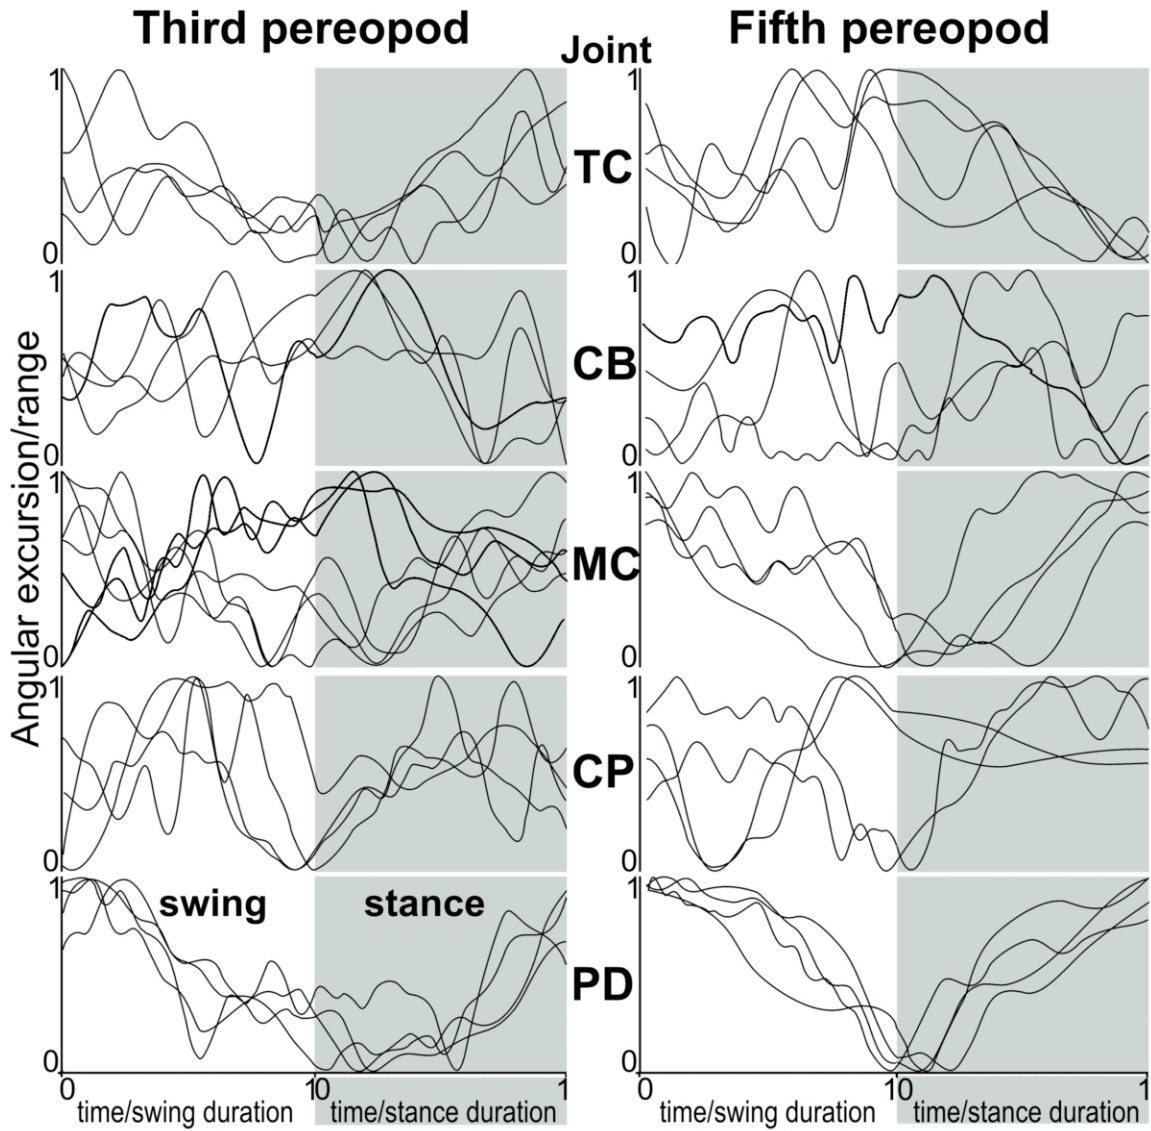 Third pereopod
Joint
Fifth pereopod
Angular excursion/range
1
0
TC
1
0
1
0
CB
1
0
1
0
MC
1
0
1
0
CP
1
0
1
0
swing
stance
PD
1
0
0
10
1
0
10
1
time/swing duration
time/stance duration
time/swing duration
time/stance duration